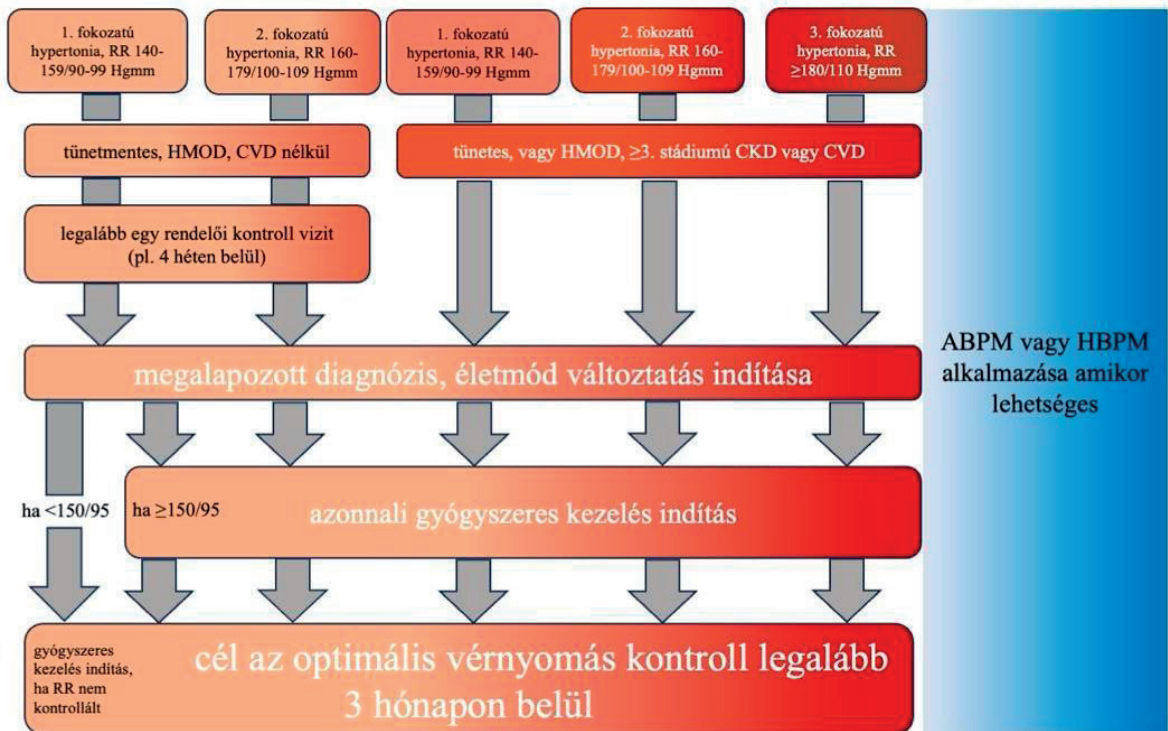 1. fokozatú
hypertonia, RR 140-
159/90-99 Hgmm
2. fokozatú
hypertonia, RR 160-
179/100-109 Hgmm
1. fokozatú
hypertonia, RR 140-
159/90-99 Hgmm
2. fokozatú
hypertonia, RR 160-
179/100-109 Hgmm
3. fokozatú
hypertonia, RR
≥180/110 Hgmm
tünetmentes, HMOD, CVD nélkül
tünetes, vagy HMOD, ≥3. stádiumú CKD vagy CVD
legalább egy rendelői kontroll vizit
(pl. 4 héten belül)
megalapozott diagnózis, életmód változtatás indítása
ha <150/95
ha ≥150/95
azonnali gyógyszeres kezelés indítás
gyógyszeres
kezelés indítás,
ha RR nem
kontrollált
cél az optimális vérnyomás kontroll legalább
3 hónapon belül
ABPM vagy HBPM
alkalmazása amikor
lehetséges